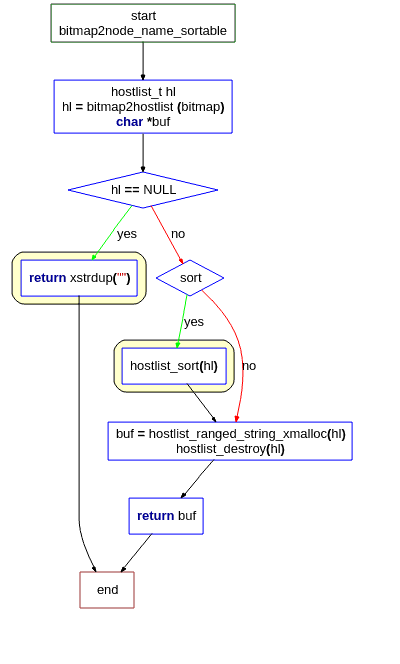 start
bitmap2node_name_sortable
hostlist_t hl
hl = bitmap2hostlist (bitmap)
char *buf
hl == NULL
yes
no
return xstrdup("")
sort
yes
no
hostlist_sort(hl)
buf = hostlist_ranged_string_xmalloc(hl)
hostlist_destroy(hl)
return buf
end